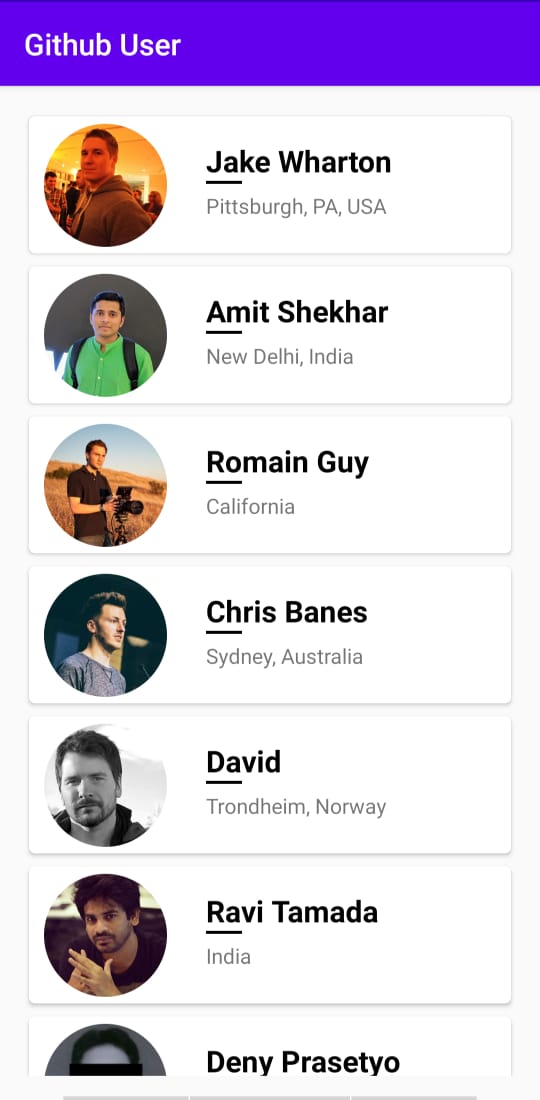 Github User
Jake Wharton
Pittsburgh, PA, USA
Amit Shekhar
New Delhi, India
Romain Guy
California
Chris Banes
Sydney, Australia
David
Trondheim, Norway
Ravi Tamada
India
Deny Prasetyo